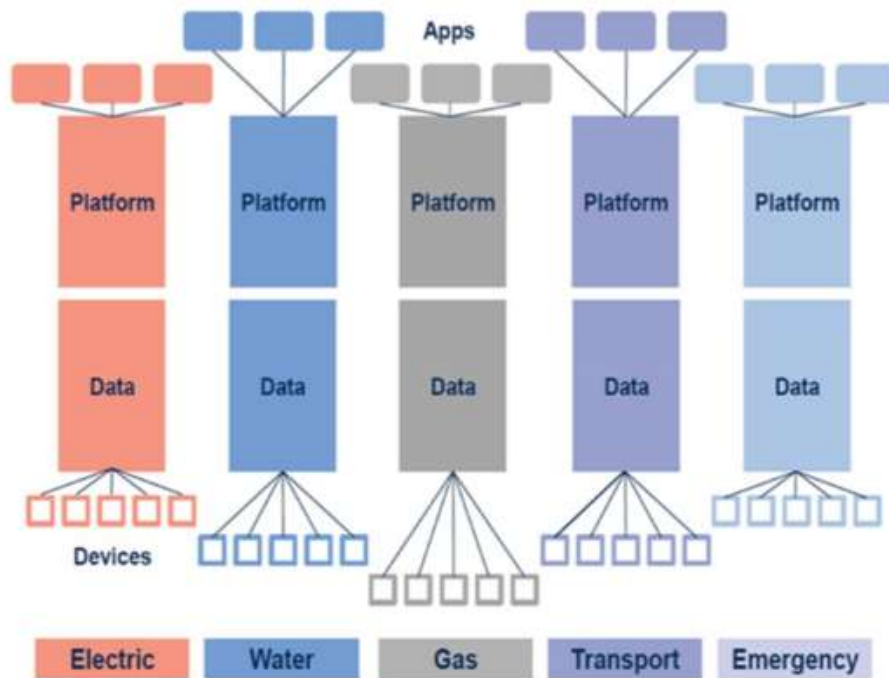 Apps
Platform Platform Platform Platform Platform
Data Data Data Data Data
Devices
Electric Water Gas Transport Emergency